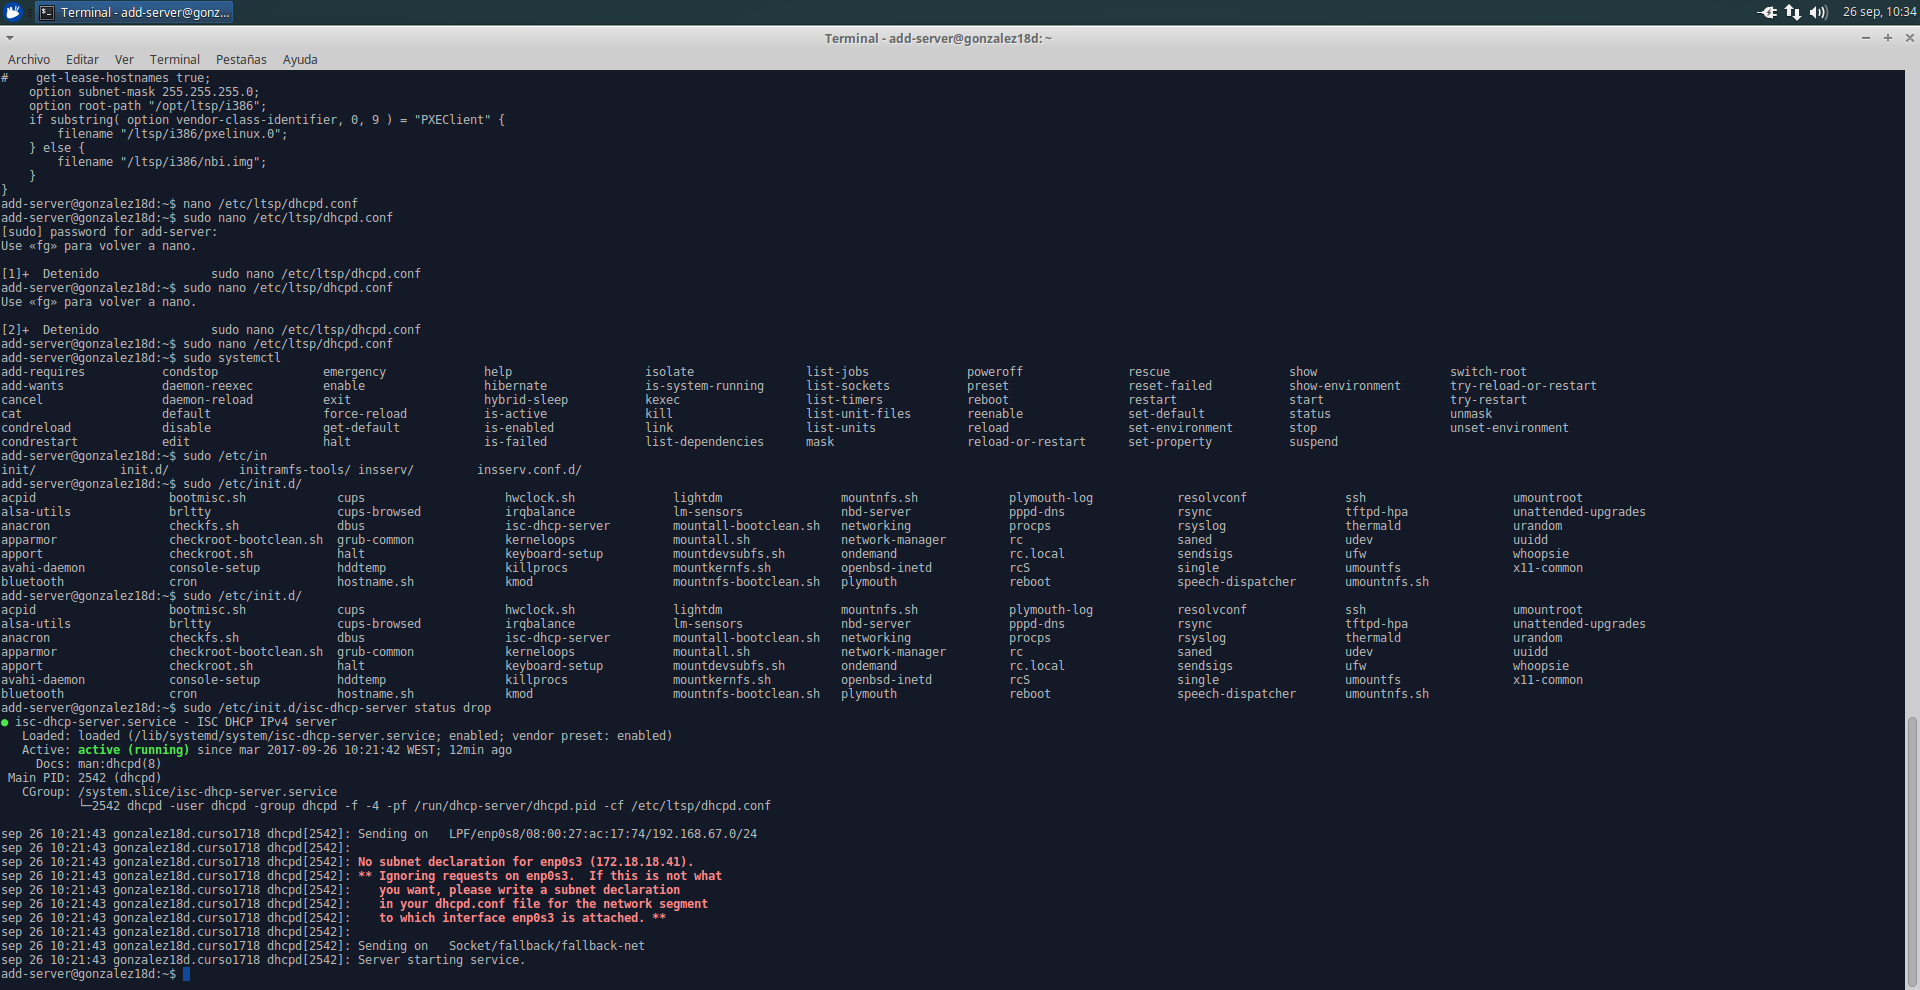 Terminal - add-server@gonz...
26 sep, 10:34
Terminal - add-server@gonzalez18d: ~
Archivo Editar Ver Terminal Pestañas Ayuda
#    get-lease-hostnames true;
    option subnet-mask 255.255.255.0;
    option root-path "/opt/ltsp/i386";
    if substring( option vendor-class-identifier, 0, 9 ) = "PXEClient" {
        filename "/ltsp/i386/pxelinux.0";
    } else {
        filename "/ltsp/i386/nbi.img";
    }
}
add-server@gonzalez18d:~$ nano /etc/ltsp/dhcpd.conf
add-server@gonzalez18d:~$ sudo nano /etc/ltsp/dhcpd.conf
[sudo] password for add-server:
Use «fg» para volver a nano.
[1]+  Detenido                sudo nano /etc/ltsp/dhcpd.conf
add-server@gonzalez18d:~$ sudo nano /etc/ltsp/dhcpd.conf
Use «fg» para volver a nano.
[2]+  Detenido                sudo nano /etc/ltsp/dhcpd.conf
add-server@gonzalez18d:~$ sudo nano /etc/ltsp/dhcpd.conf
add-server@gonzalez18d:~$ sudo systemctl
add-requires condstop emergency help isolate list-jobs poweroff rescue show switch-root
add-wants daemon-reexec enable hibernate is-system-running list-sockets preset reset-failed show-environment try-reload-or-restart
cancel daemon-reload exit hybrid-sleep kexec list-timers reboot restart start try-restart
cat default force-reload is-active kill list-unit-files reenable set-default status unmask
condreload disable get-default is-enabled link list-units reload set-environment stop unset-environment
condrestart edit halt is-failed list-dependencies mask reload-or-restart set-property suspend
add-server@gonzalez18d:~$ sudo /etc/in
init/ init.d/ initramfs-tools/ insserv/ insserv.conf.d/
add-server@gonzalez18d:~$ sudo /etc/init.d/
acpid bootmisc.sh cups hwclock.sh lightdm mountnfs.sh plymouth-log resolvconf ssh umountroot
alsa-utils brltty cups-browsed irqbalance lm-sensors nbd-server pppd-dns rsync tftpd-hpa unattended-upgrades
anacron checkfs.sh dbus isc-dhcp-server mountall-bootclean.sh networking procps rsyslog thermald urandom
apparmor checkroot-bootclean.sh grub-common kerneloops mountall.sh network-manager rc saned udev uuidd
apport checkroot.sh halt keyboard-setup mountdevsubfs.sh ondemand rc.local sendsigs ufw whoopsie
avahi-daemon console-setup hddtemp killprocs mountkernfs.sh openbsd-inetd rcS single umountfs x11-common
bluetooth cron hostname.sh kmod mountnfs-bootclean.sh plymouth reboot speech-dispatcher umountnfs.sh
add-server@gonzalez18d:~$ sudo /etc/init.d/
acpid bootmisc.sh cups hwclock.sh lightdm mountnfs.sh plymouth-log resolvconf ssh umountroot
alsa-utils brltty cups-browsed irqbalance lm-sensors nbd-server pppd-dns rsync tftpd-hpa unattended-upgrades
anacron checkfs.sh dbus isc-dhcp-server mountall-bootclean.sh networking procps rsyslog thermald urandom
apparmor checkroot-bootclean.sh grub-common kerneloops mountall.sh network-manager rc saned udev uuidd
apport checkroot.sh halt keyboard-setup mountdevsubfs.sh ondemand rc.local sendsigs ufw whoopsie
avahi-daemon console-setup hddtemp killprocs mountkernfs.sh openbsd-inetd rcS single umountfs x11-common
bluetooth cron hostname.sh kmod mountnfs-bootclean.sh plymouth reboot speech-dispatcher umountnfs.sh
add-server@gonzalez18d:~$ sudo /etc/init.d/isc-dhcp-server status drop
● isc-dhcp-server.service - ISC DHCP IPv4 server
   Loaded: loaded (/lib/systemd/system/isc-dhcp-server.service; enabled; vendor preset: enabled)
   Active: active (running) since mar 2017-09-26 10:21:42 WEST; 12min ago
     Docs: man:dhcpd(8)
 Main PID: 2542 (dhcpd)
   CGroup: /system.slice/isc-dhcp-server.service
           └─2542 dhcpd -user dhcpd -group dhcpd -f -4 -pf /run/dhcp-server/dhcpd.pid -cf /etc/ltsp/dhcpd.conf
sep 26 10:21:43 gonzalez18d.curso1718 dhcpd[2542]: Sending on   LPF/enp0s8/08:00:27:ac:17:74/192.168.67.0/24
sep 26 10:21:43 gonzalez18d.curso1718 dhcpd[2542]:
sep 26 10:21:43 gonzalez18d.curso1718 dhcpd[2542]: No subnet declaration for enp0s3 (172.18.18.41).
sep 26 10:21:43 gonzalez18d.curso1718 dhcpd[2542]: ** Ignoring requests on enp0s3.  If this is not what
sep 26 10:21:43 gonzalez18d.curso1718 dhcpd[2542]:    you want, please write a subnet declaration
sep 26 10:21:43 gonzalez18d.curso1718 dhcpd[2542]:    in your dhcpd.conf file for the network segment
sep 26 10:21:43 gonzalez18d.curso1718 dhcpd[2542]:    to which interface enp0s3 is attached. **
sep 26 10:21:43 gonzalez18d.curso1718 dhcpd[2542]:
sep 26 10:21:43 gonzalez18d.curso1718 dhcpd[2542]: Sending on   Socket/fallback/fallback-net
sep 26 10:21:43 gonzalez18d.curso1718 dhcpd[2542]: Server starting service.
add-server@gonzalez18d:~$